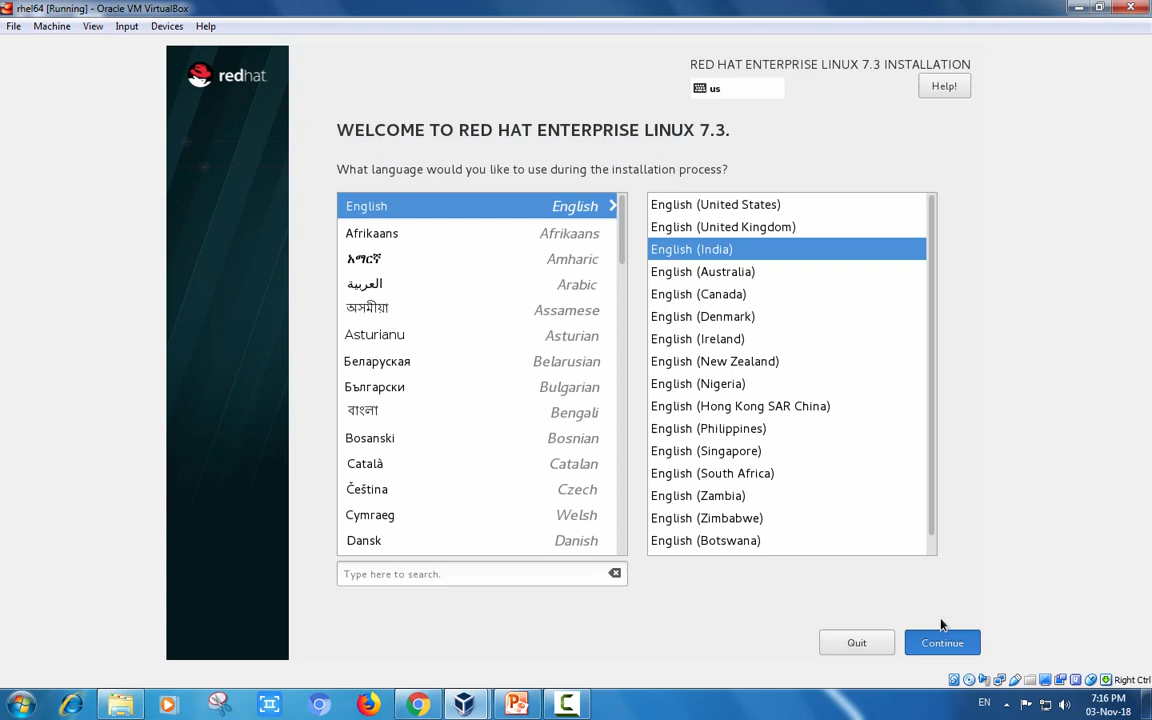 rhel64 [Running] - Oracle VM VirtualBox
File Machine View Input Devices Help
redhat
RED HAT ENTERPRISE LINUX 7.3 INSTALLATION
us
Help!
WELCOME TO RED HAT ENTERPRISE LINUX 7.3.
What language would you like to use during the installation process?
English English
Afrikaans Afrikaans
አማርኛ Amharic
العربية Arabic
অসমীয়া Assamese
Asturianu Asturian
Беларуская Belarusian
Български Bulgarian
বাংলা Bengali
Bosanski Bosnian
Català Catalan
Čeština Czech
Cymraeg Welsh
Dansk Danish
Type here to search.
English (United States)
English (United Kingdom)
English (India)
English (Australia)
English (Canada)
English (Denmark)
English (Ireland)
English (New Zealand)
English (Nigeria)
English (Hong Kong SAR China)
English (Philippines)
English (Singapore)
English (South Africa)
English (Zambia)
English (Zimbabwe)
English (Botswana)
Quit
Continue
Right Ctrl
EN
7:16 PM
03-Nov-18